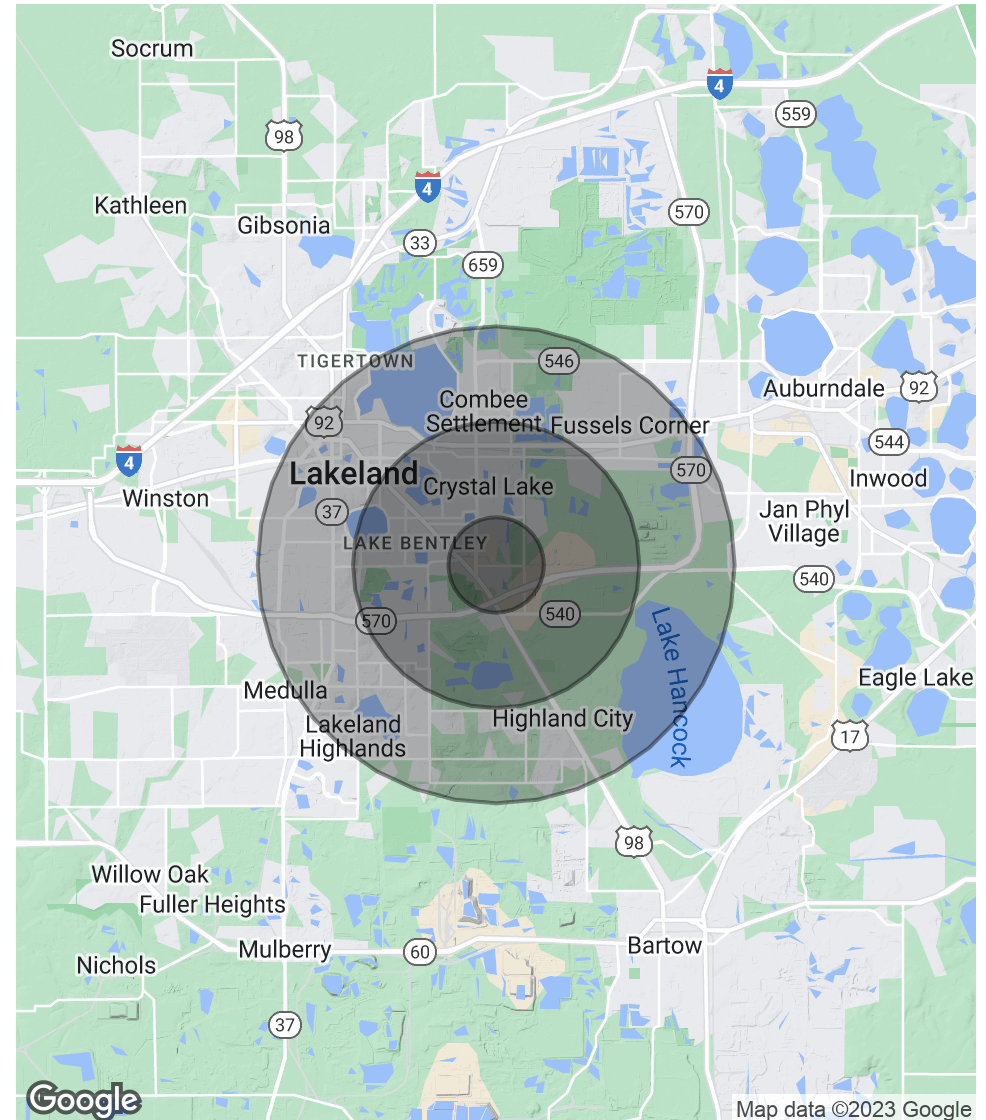 Socrum
4
559
98
4
Kathleen
570
Gibsonia
33
659
TIGERTOWN
546
Auburndale
92
Combee
Settlement
92
Fussels Corner
544
4
Lakeland
570
Inwood
Winston
Crystal Lake
37
Jan Phyl
Village
LAKE BENTLEY
540
570
540
Lake Hancock
Eagle Lake
Medulla
Lakeland
Highlands
Highland City
17
98
Willow Oak
Fuller Heights
Mulberry
60
Bartow
Nichols
37
Google
Map data ©2023 Google